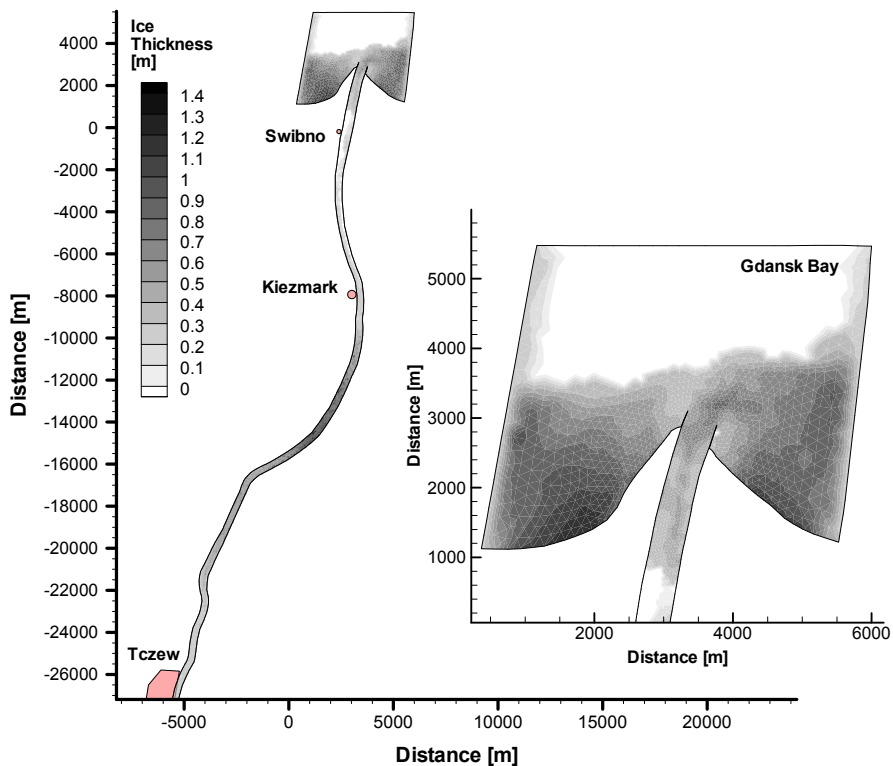 Ice
Thickness
[m]
1.4
1.3
1.2
1.1
1
0.9
0.8
0.7
0.6
0.5
0.4
0.3
0.2
0.1
0
Distance [m]
4000
2000
0
-2000
-4000
-6000
-8000
-10000
-12000
-14000
-16000
-18000
-20000
-22000
-24000
-26000
Swibno
Kiezmark
Tczew
-5000 0 5000 10000 15000 20000
Distance [m]
Gdansk Bay
Distance [m]
5000
4000
3000
2000
1000
2000 4000 6000
Distance [m]